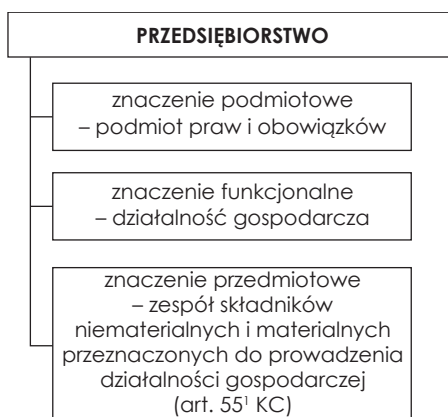 PRZEDSIĘBIORSTWO
znaczenie podmiotowe
– podmiot praw i obowiązków
znaczenie funkcjonalne
– działalność gospodarcza
znaczenie przedmiotowe
– zespół składników
niematerialnych i materialnych
przeznaczonych do prowadzenia
działalności gospodarczej
(art. 55¹ KC)